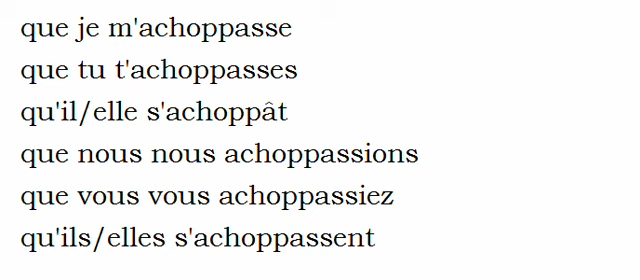 que je m'achoppasse
que tu t'achoppasses
qu'il/elle s'achoppât
que nous nous achoppassions
que vous vous achoppassiez
qu'ils/elles s'achoppassent